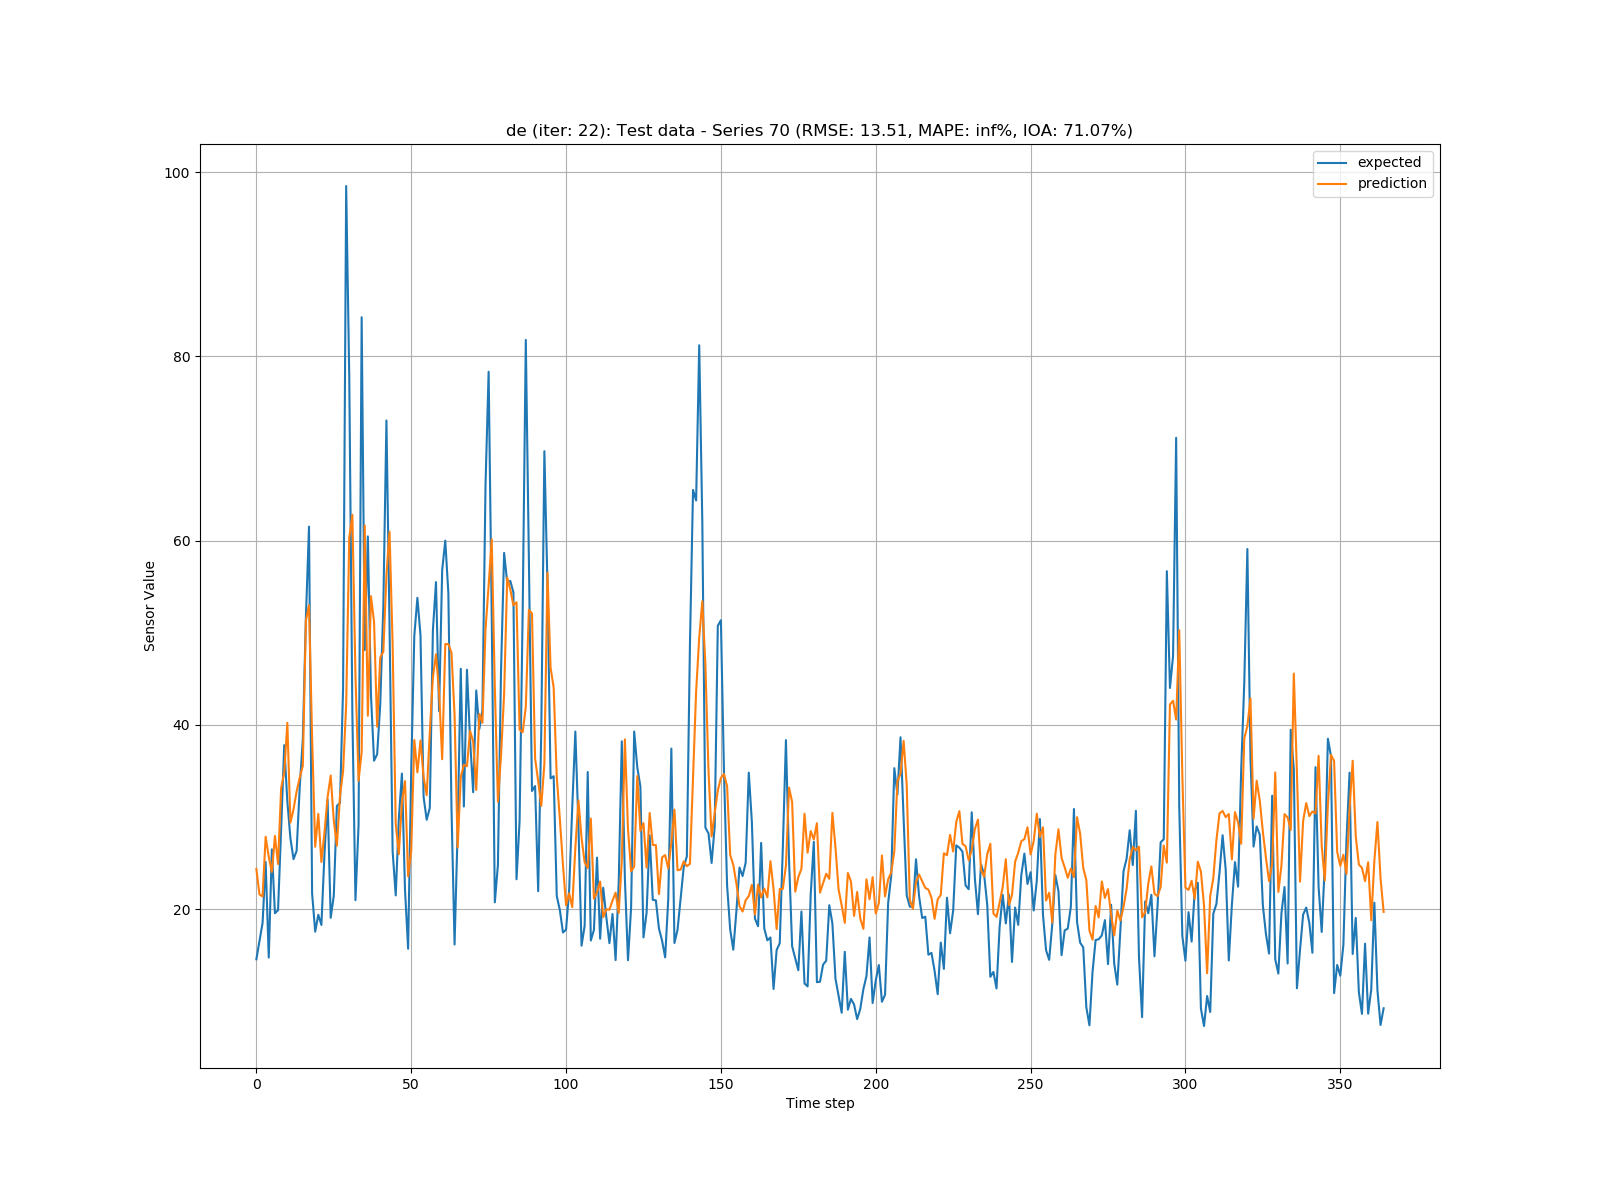 de (iter: 22): Test data - Series 70 (RMSE: 13.51, MAPE: inf%, IOA: 71.07%)
expected
prediction
100
80
60
40
20
Sensor Value
0 50 100 150 200 250 300 350
Time step